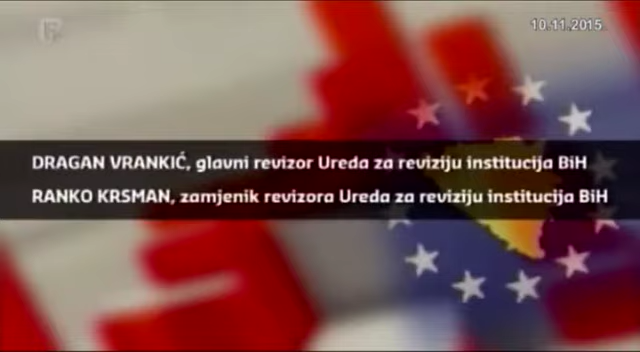 10.11.2015
DRAGAN VRANKIĆ, glavni revizor Ureda za reviziju institucija BiH
RANKO KRSMAN, zamjenik revizora Ureda za reviziju institucija BiH